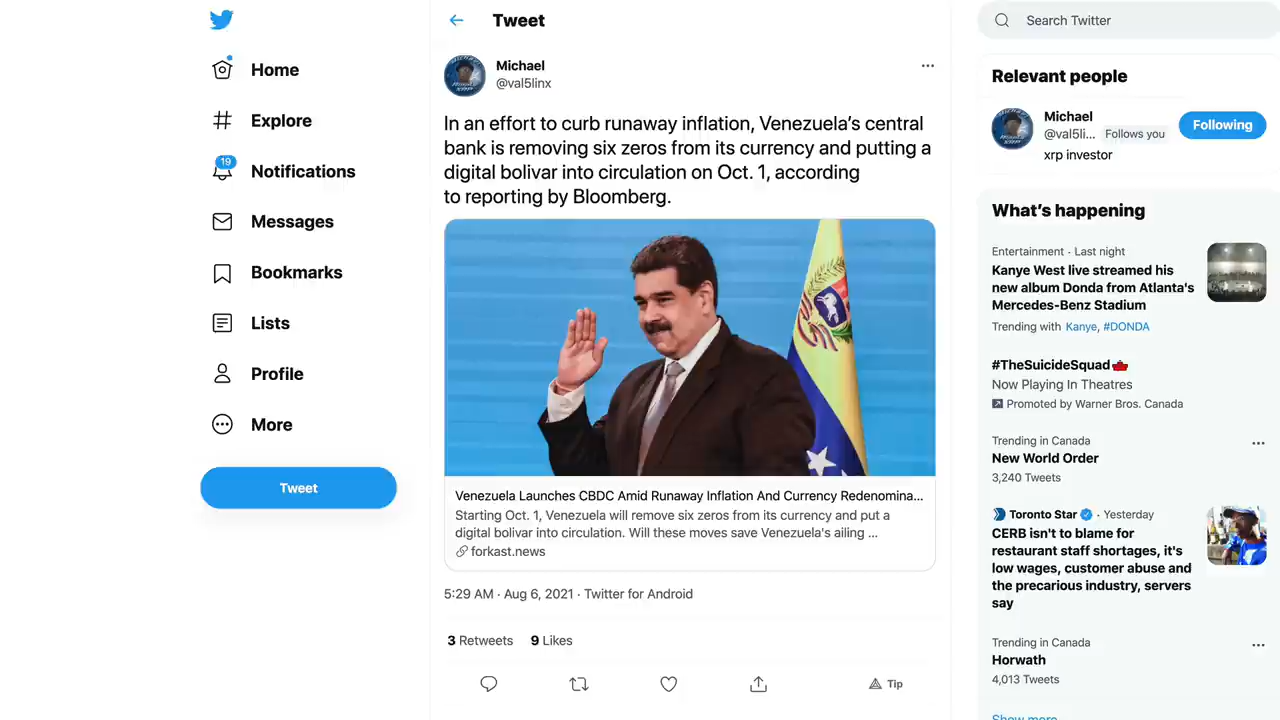 Home
Explore
19
Notifications
Messages
Bookmarks
Lists
Profile
More
Tweet
Tweet
Michael
@val5linx
In an effort to curb runaway inflation, Venezuela's central
bank is removing six zeros from its currency and putting a
digital bolivar into circulation on Oct. 1, according
to reporting by Bloomberg.
Venezuela Launches CBDC Amid Runaway Inflation And Currency Redenomina...
Starting Oct. 1, Venezuela will remove six zeros from its currency and put a
digital bolivar into circulation. Will these moves save Venezuela's ailing ...
forkast.news
5:29 AM · Aug 6, 2021 · Twitter for Android
3 Retweets 9 Likes
Tip
Search Twitter
Relevant people
Michael
@val5li... Follows you
Following
xrp investor
What's happening
Entertainment · Last night
Kanye West live streamed his
new album Donda from Atlanta's
Mercedes-Benz Stadium
Trending with Kanye, #DONDA
#TheSuicideSquad
Now Playing In Theatres
Promoted by Warner Bros. Canada
Trending in Canada
New World Order
3,240 Tweets
Toronto Star · Yesterday
CERB isn't to blame for
restaurant staff shortages, it's
low wages, customer abuse and
the precarious industry, servers
say
Trending in Canada
Horwath
4,013 Tweets
Show more